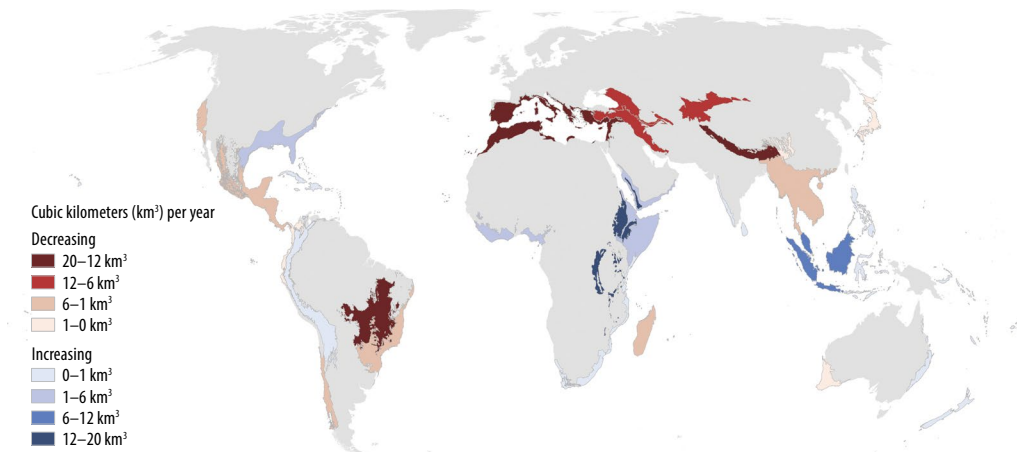 Cubic kilometers (km³) per year
Decreasing
20–12 km³
12–6 km³
6–1 km³
1–0 km³
Increasing
0–1 km³
1–6 km³
6–12 km³
12–20 km³